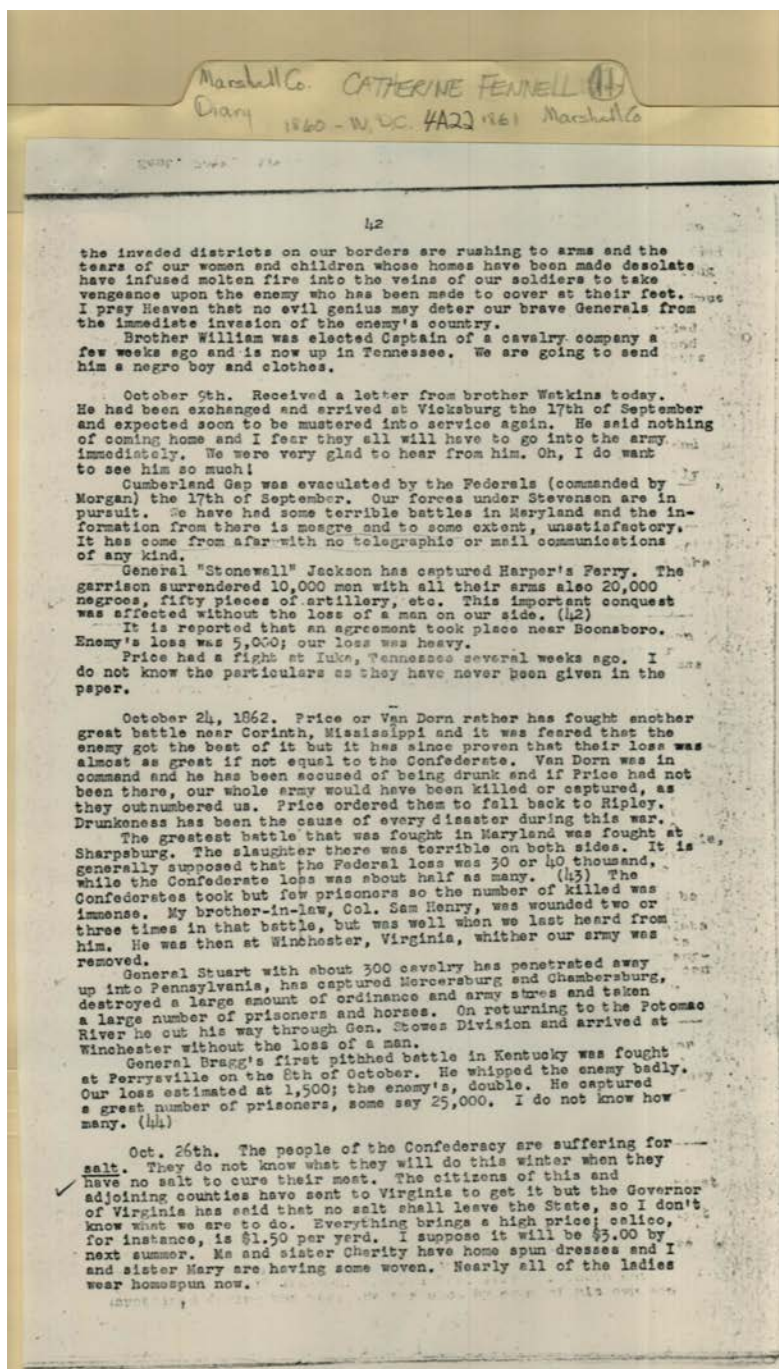 Marshall Co. CATHERINE FENNELL 11
Diary 1860 - W.D.C. 4A22 1861 Marshall Co
42
the invaded districts on our borders are rushing to arms and the
tears of our women and children whose homes have been made desolate
have infused molten fire into the veins of our soldiers to take
vengeance upon the enemy who has been made to cover at their feet.
I pray Heaven that no evil genius may deter our brave Generals from
the immediate invasion of the enemy's country.
Brother William was elected Captain of a cavalry company a
few weeks ago and is now up in Tennessee. We are going to send
him a negro boy and clothes.
October 9th. Received a letter from brother Watkins today.
He had been exchanged and arrived at Vicksburg the 17th of September
and expected soon to be mustered into service again. He said nothing
of coming home and I fear they all will have to go into the army
immediately. We were very glad to hear from him. Oh, I do want
to see him so much!
Cumberland Gap was evaculated by the Federals (commanded by
Morgan) the 17th of September. Our forces under Stevenson are in
pursuit. We have had some terrible battles in Maryland and the in-
formation from there is meagre and to some extent, unsatisfactory.
It has come from afar with no telegraphic or mail communications
of any kind.
General "Stonewall" Jackson has captured Harper's Ferry. The
garrison surrendered 10,000 men with all their arms also 20,000
negroes, fifty pieces of artillery, etc. This important conquest
was affected without the loss of a man on our side. (42)
It is reported that an agreement took place near Boonsboro.
Enemy's loss was 5,000; our loss was heavy.
Price had a fight at Iuka, Tennessee several weeks ago. I
do not know the particulars as they have never been given in the
paper.
October 24, 1862. Price or Van Dorn rather has fought another
great battle near Corinth, Mississippi and it was feared that the
enemy got the best of it but it has since proven that their loss was
almost as great if not equal to the Confederate. Van Dorn was in
command and he has been accused of being drunk and if Price had not
been there, our whole army would have been killed or captured, as
they outnumbered us. Price ordered them to fall back to Ripley.
Drunkeness has been the cause of every disaster during this war.
The greatest battle that was fought in Maryland was fought at
Sharpsburg. The slaughter there was terrible on both sides. It is
generally supposed that the Federal loss was 30 or 40 thousand,
while the Confederate loss was about half as many. (43) The
Confederates took but few prisoners so the number of killed was
immense. My brother-in-law, Col. Sam Henry, was wounded two or
three times in that battle, but was well when we last heard from
him. He was then at Winchester, Virginia, whither our army was
removed.
General Stuart with about 300 cavalry has penetrated away
up into Pennsylvania, has captured Mercersburg and Chambersburg,
destroyed a large amount of ordinance and army stres and taken
a large number of prisoners and horses. On returning to the Potomac
River he cut his way through Gen. Stowes Division and arrived at
Winchester without the loss of a man.
General Bragg's first pithhed battle in Kentucky was fought
at Perrysville on the 8th of October. He whipped the enemy badly.
Our loss estimated at 1,500; the enemy's, double. He captured
a great number of prisoners, some say 25,000. I do not know how
many. (44)
Oct. 26th. The people of the Confederacy are suffering for
salt. They do not know what they will do this winter when they
have no salt to cure their meat. The citizens of this and
adjoining counties have sent to Virginia to get it but the Governor
of Virginia has said that no salt shall leave the State, so I don't
know what we are to do. Everything brings a high price; calico,
for instance, is $1.50 per yard. I suppose it will be $3.00 by
next summer. Ma and sister Charity have home spun dresses and I
and sister Mary are having some woven. Nearly all of the ladies
wear homespun now.